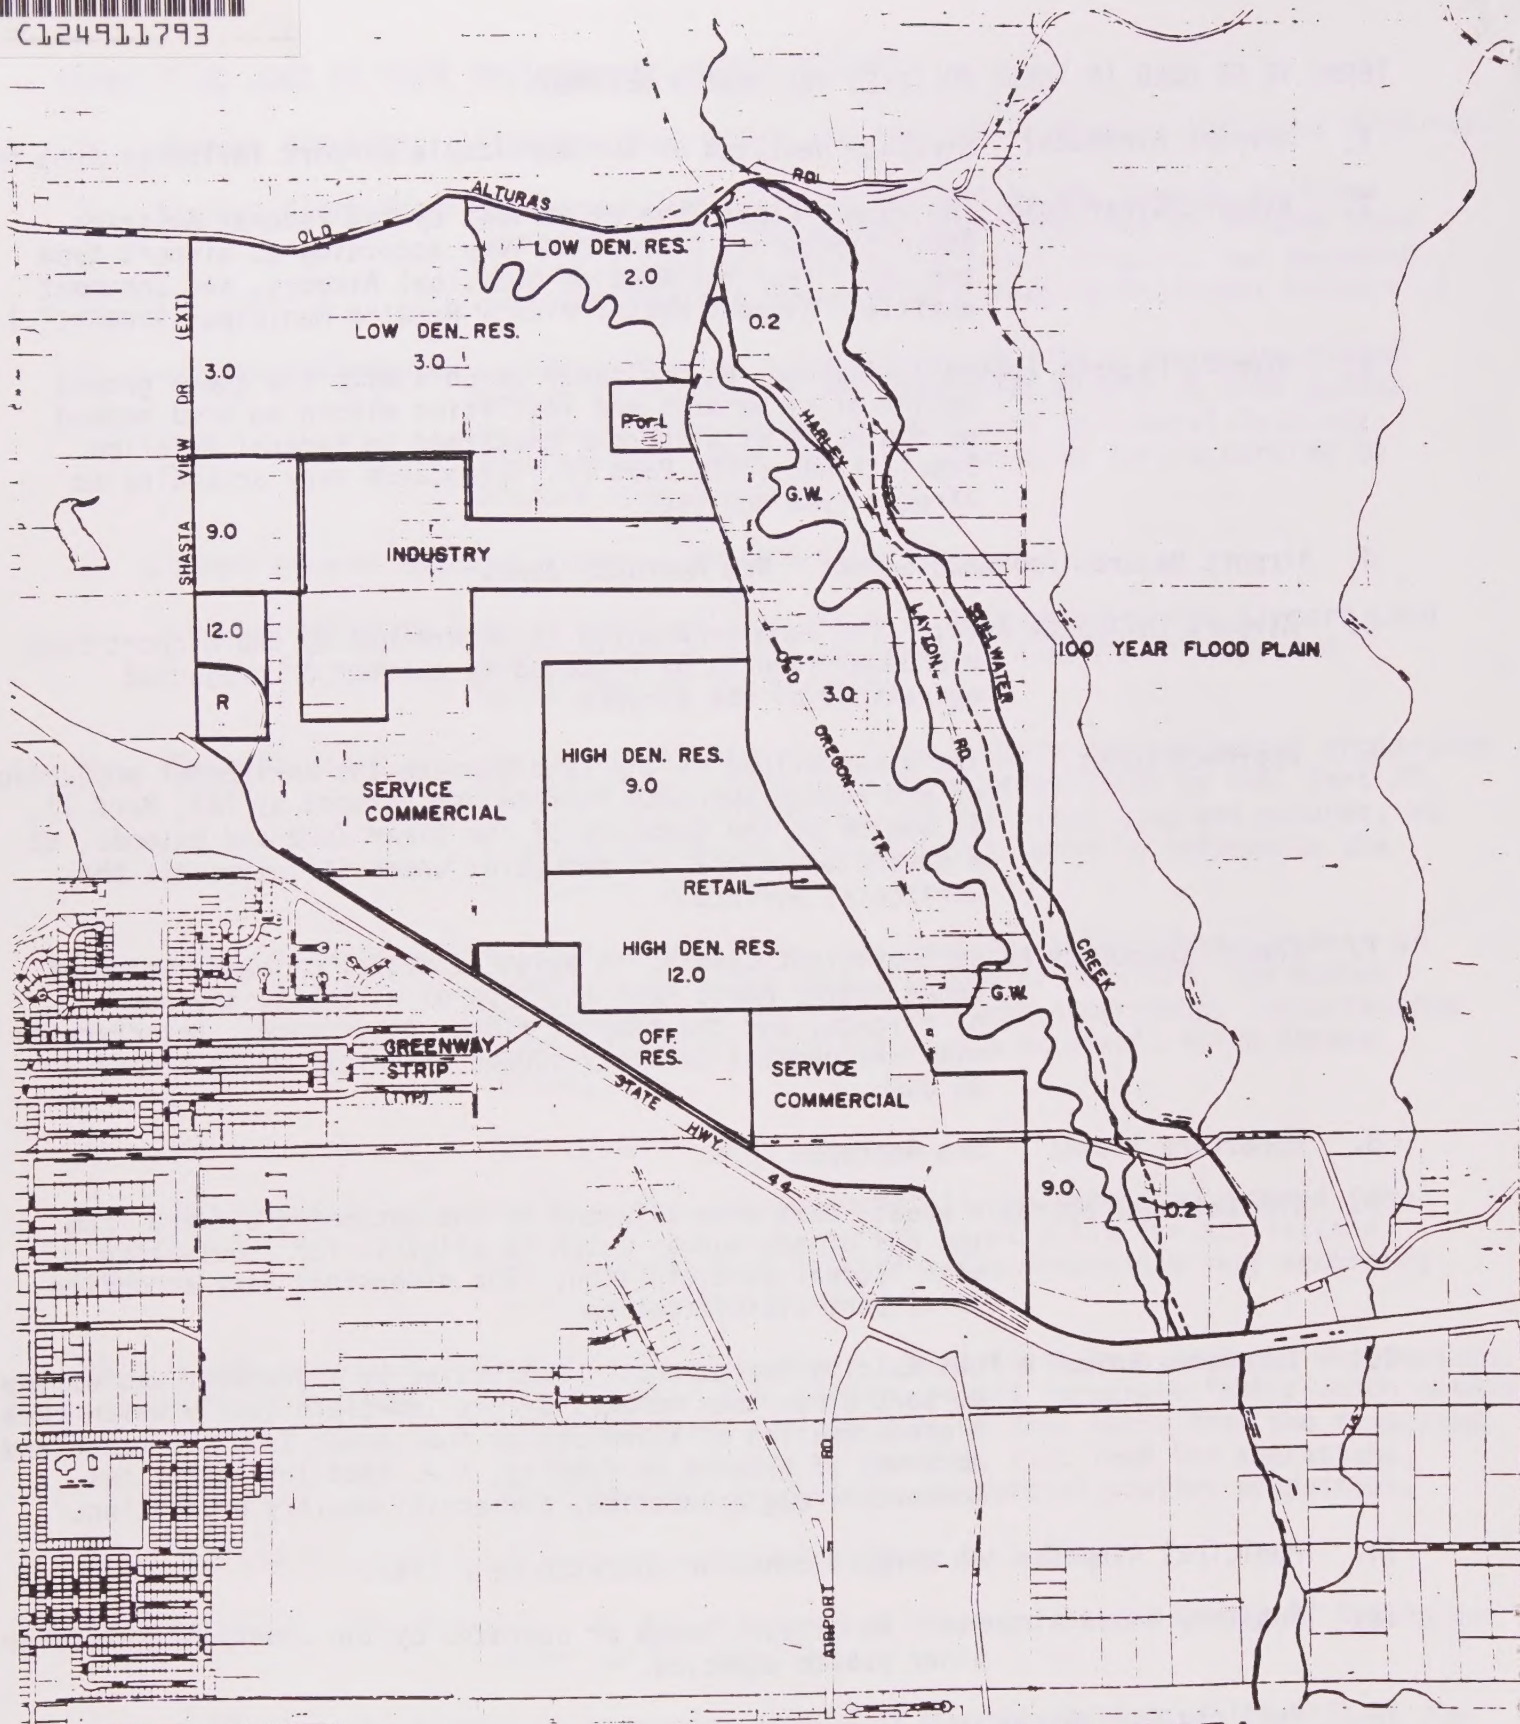 C124911793
OLD
ALTURAS
RD.
LOW DEN. RES.
2.0
LOW DEN. RES.
3.0
0.2
SHASTA VIEW DR (EXT)
3.0
P or I
HARLEY
G.W.
9.0
INDUSTRY
LAYTON
RD.
STILLWATER
CREEK
12.0
100 YEAR FLOOD PLAIN
OLD
OREGON
TR.
3.0
R
HIGH DEN. RES.
9.0
SERVICE
COMMERCIAL
RETAIL
HIGH DEN. RES.
12.0
G.W.
GREENWAY
STRIP
(TYP)
OFF.
RES.
SERVICE
COMMERCIAL
STATE
HWY.
44
9.0
0.2
AIRPORT
RD